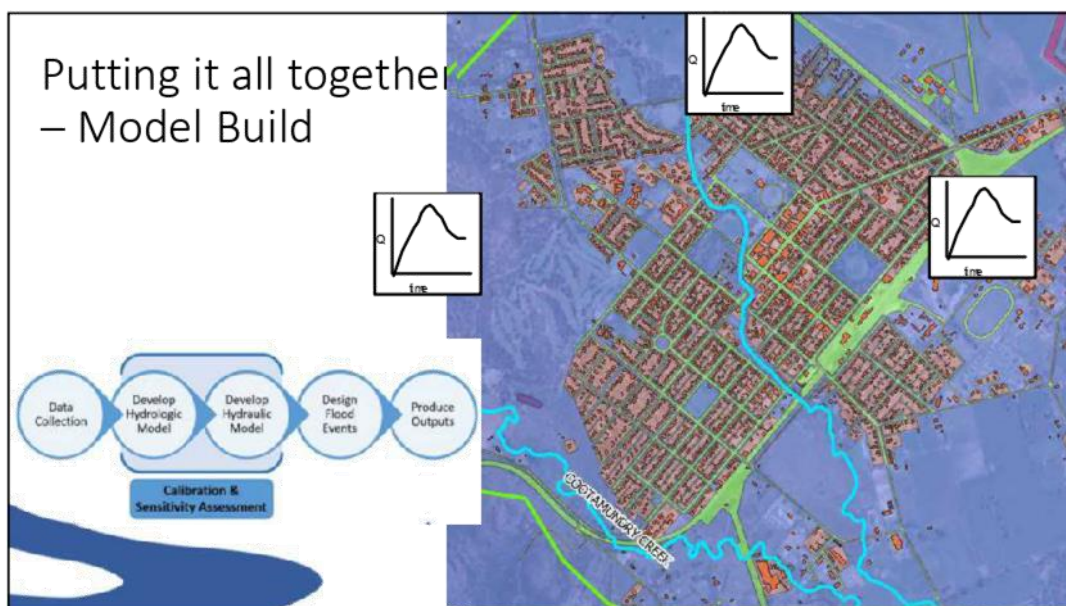 Putting it all together
– Model Build
Q
time
Q
time
Q
time
Data
Collection
Develop
Hydrologic
Model
Develop
Hydraulic
Model
Design
Flood
Events
Produce
Outputs
Calibration &
Sensitivity Assessment
COOTAMUNDRY CREEK